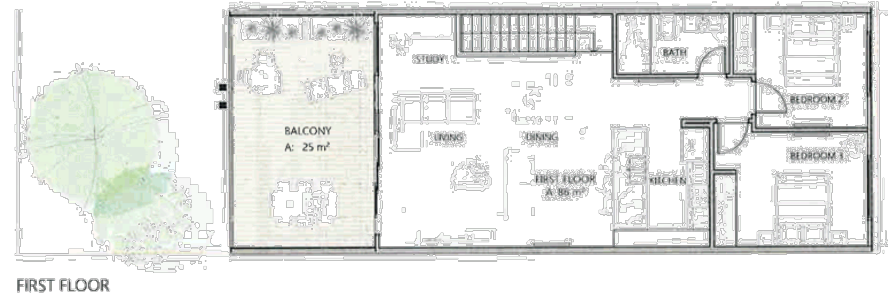 STUDY
BATH
BEDROOM 2
BALCONY
A: 25 m²
LIVING
DINING
BEDROOM 1
FIRST FLOOR
A: 86 m²
KITCHEN
FIRST FLOOR